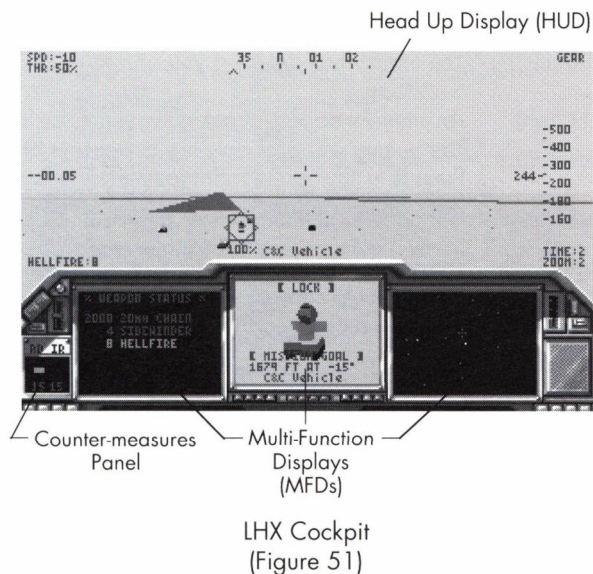 Head Up Display (HUD)
SPD:-10
THR:50%
35 N 01 02
GEAR
-500
-400
-300
-200
-180
-160
--00.05
244-
100% C&C Vehicle
HELLFIRE:8
TIME:2
ZOOM:2
* WEAPON STATUS *
2000 20MM CHAIN
4 SIDEWINDER
8 HELLFIRE
[ LOCK ]
[ MISSION GOAL ]
1679 FT AT -15°
C&C Vehicle
IR
15 15
Counter-measures
Panel
Multi-Function
Displays
(MFDs)
LHX Cockpit
(Figure 51)